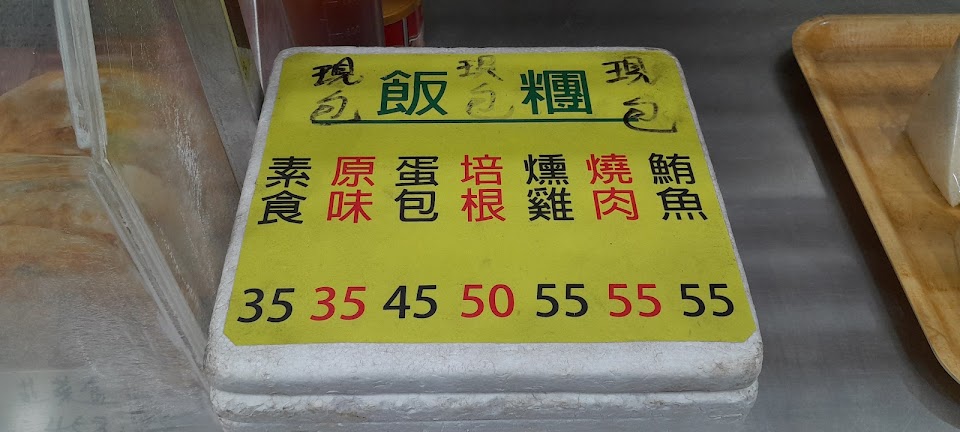 現包 飯 現包 糰 現包
素食 原味 蛋包 培根 燻雞 燒肉 鮪魚
35 35 45 50 55 55 55